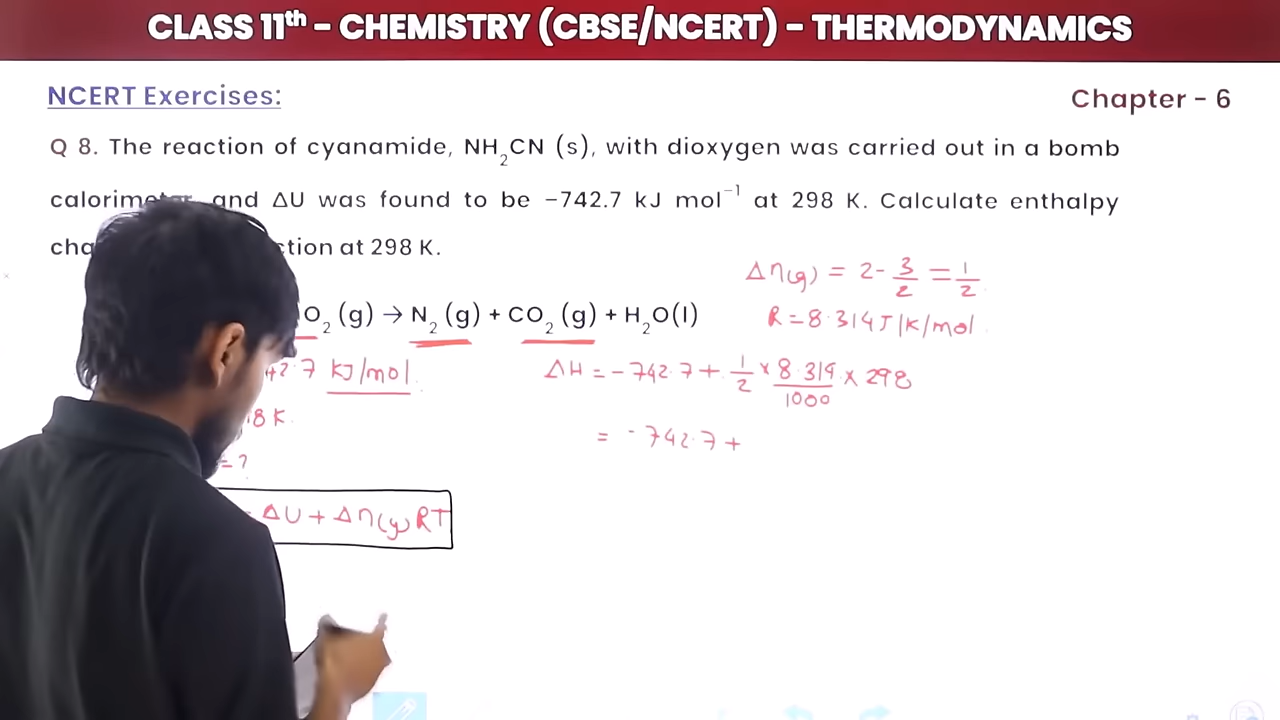 CLASS 11th - CHEMISTRY (CBSE/NCERT) - THERMODYNAMICS
NCERT Exercises:
Chapter - 6
Q 8. The reaction of cyanamide, NH₂CN (s), with dioxygen was carried out in a bomb
and ΔU was found to be −742.7 kJ mol⁻¹ at 298 K. Calculate enthalpy
at 298 K.
Δn(g) = 2 - 3/2 = 1/2
O₂ (g) → N₂ (g) + CO₂ (g) + H₂O(l)
R = 8.314 J/K/mol
42.7 kJ/mol
ΔH = -742.7 + 1/2 × 8.314/1000 × 298
8 K
= -742.7 +
= ?
ΔU + Δn(g) RT